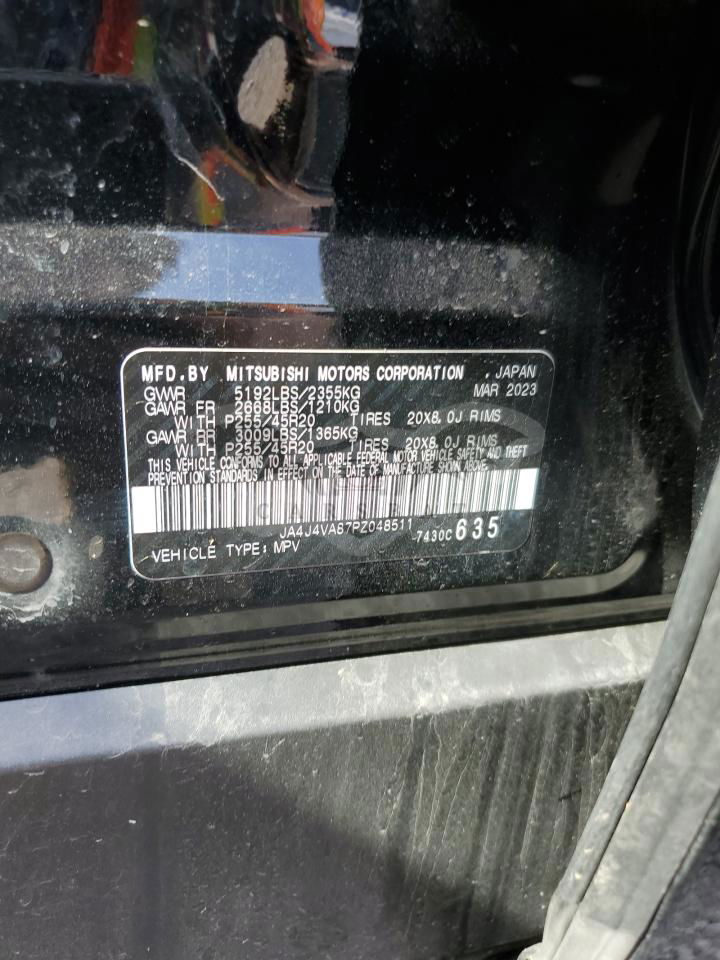 MFD.BY MITSUBISHI MOTORS CORPORATION , JAPAN
MAR 2023
GVWR 5192LBS/2355KG
GAWR FR 2668LBS/1210KG
WITH P255/45R20 TIRES 20X8.0J RIMS
GAWR RR 3009LBS/1365KG
WITH P255/45R20 TIRES 20X8.0J RIMS
THIS VEHICLE CONFORMS TO ALL APPLICABLE FEDERAL MOTOR VEHICLE SAFETY AND THEFT
PREVENTION STANDARDS IN EFFECT ON THE DATE OF MANUFACTURE SHOWN ABOVE.
JA4J4VA87PZ048511
7430C 635
VEHICLE TYPE: MPV